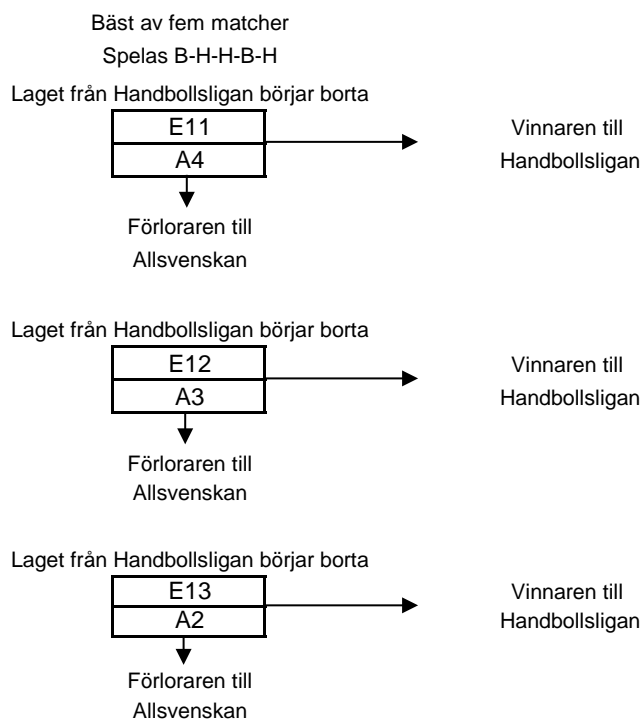 Bäst av fem matcher
Spelas B-H-H-B-H
Laget från Handbollsligan börjar borta
E11
A4
Vinnaren till
Handbollsligan
Förloraren till
Allsvenskan
Laget från Handbollsligan börjar borta
E12
A3
Vinnaren till
Handbollsligan
Förloraren till
Allsvenskan
Laget från Handbollsligan börjar borta
E13
A2
Vinnaren till
Handbollsligan
Förloraren till
Allsvenskan